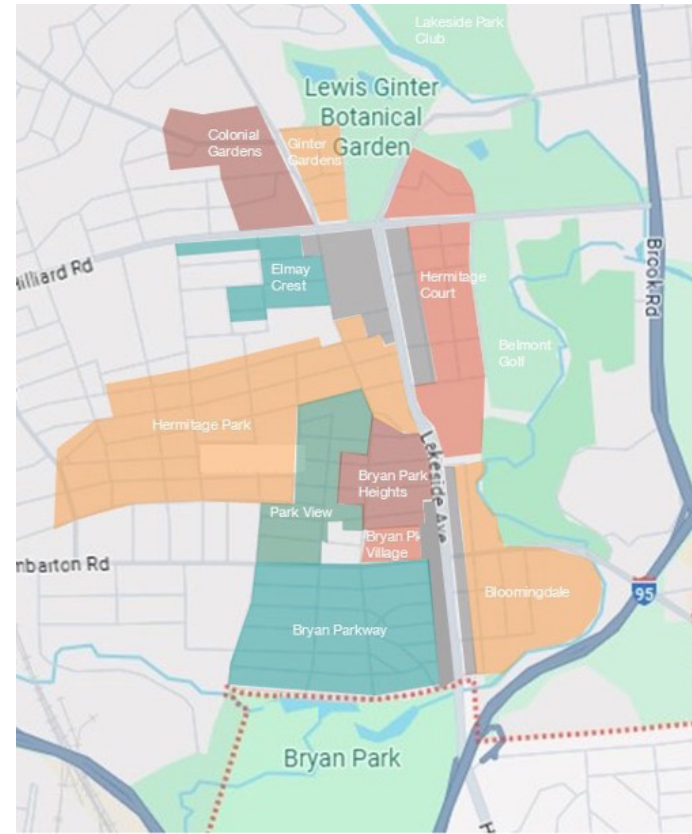 Lakeside Park
Club
Lewis Ginter
Botanical
Garden
Colonial
Gardens
Ginter
Gardens
Hilliard Rd
Elmay
Crest
Hermitage
Court
Brook Rd
Belmont
Golf
Hermitage Park
Lakeside Ave
Bryan Park
Heights
Park View
Bryan Pk
Village
mbarton Rd
Bloomingdale
95
Bryan Parkway
Bryan Park
H